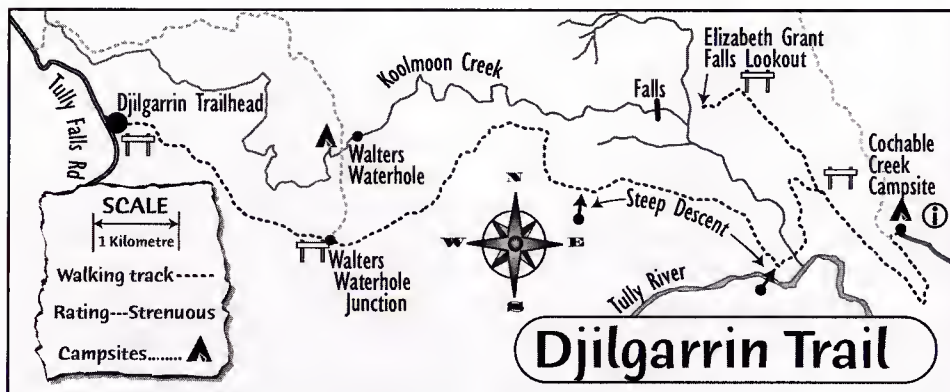 Tully Falls Rd
Djilgarrin Trailhead
Koolmoon Creek
Walters
Waterhole
Falls
Elizabeth Grant
Falls Lookout
Cochable
Creek
Campsite
i
Steep Descent
N
W
E
S
Walters
Waterhole
Junction
Tully River
SCALE
1 Kilometre
Walking track------
Rating---Strenuous
Campsites........
Djilgarrin Trail